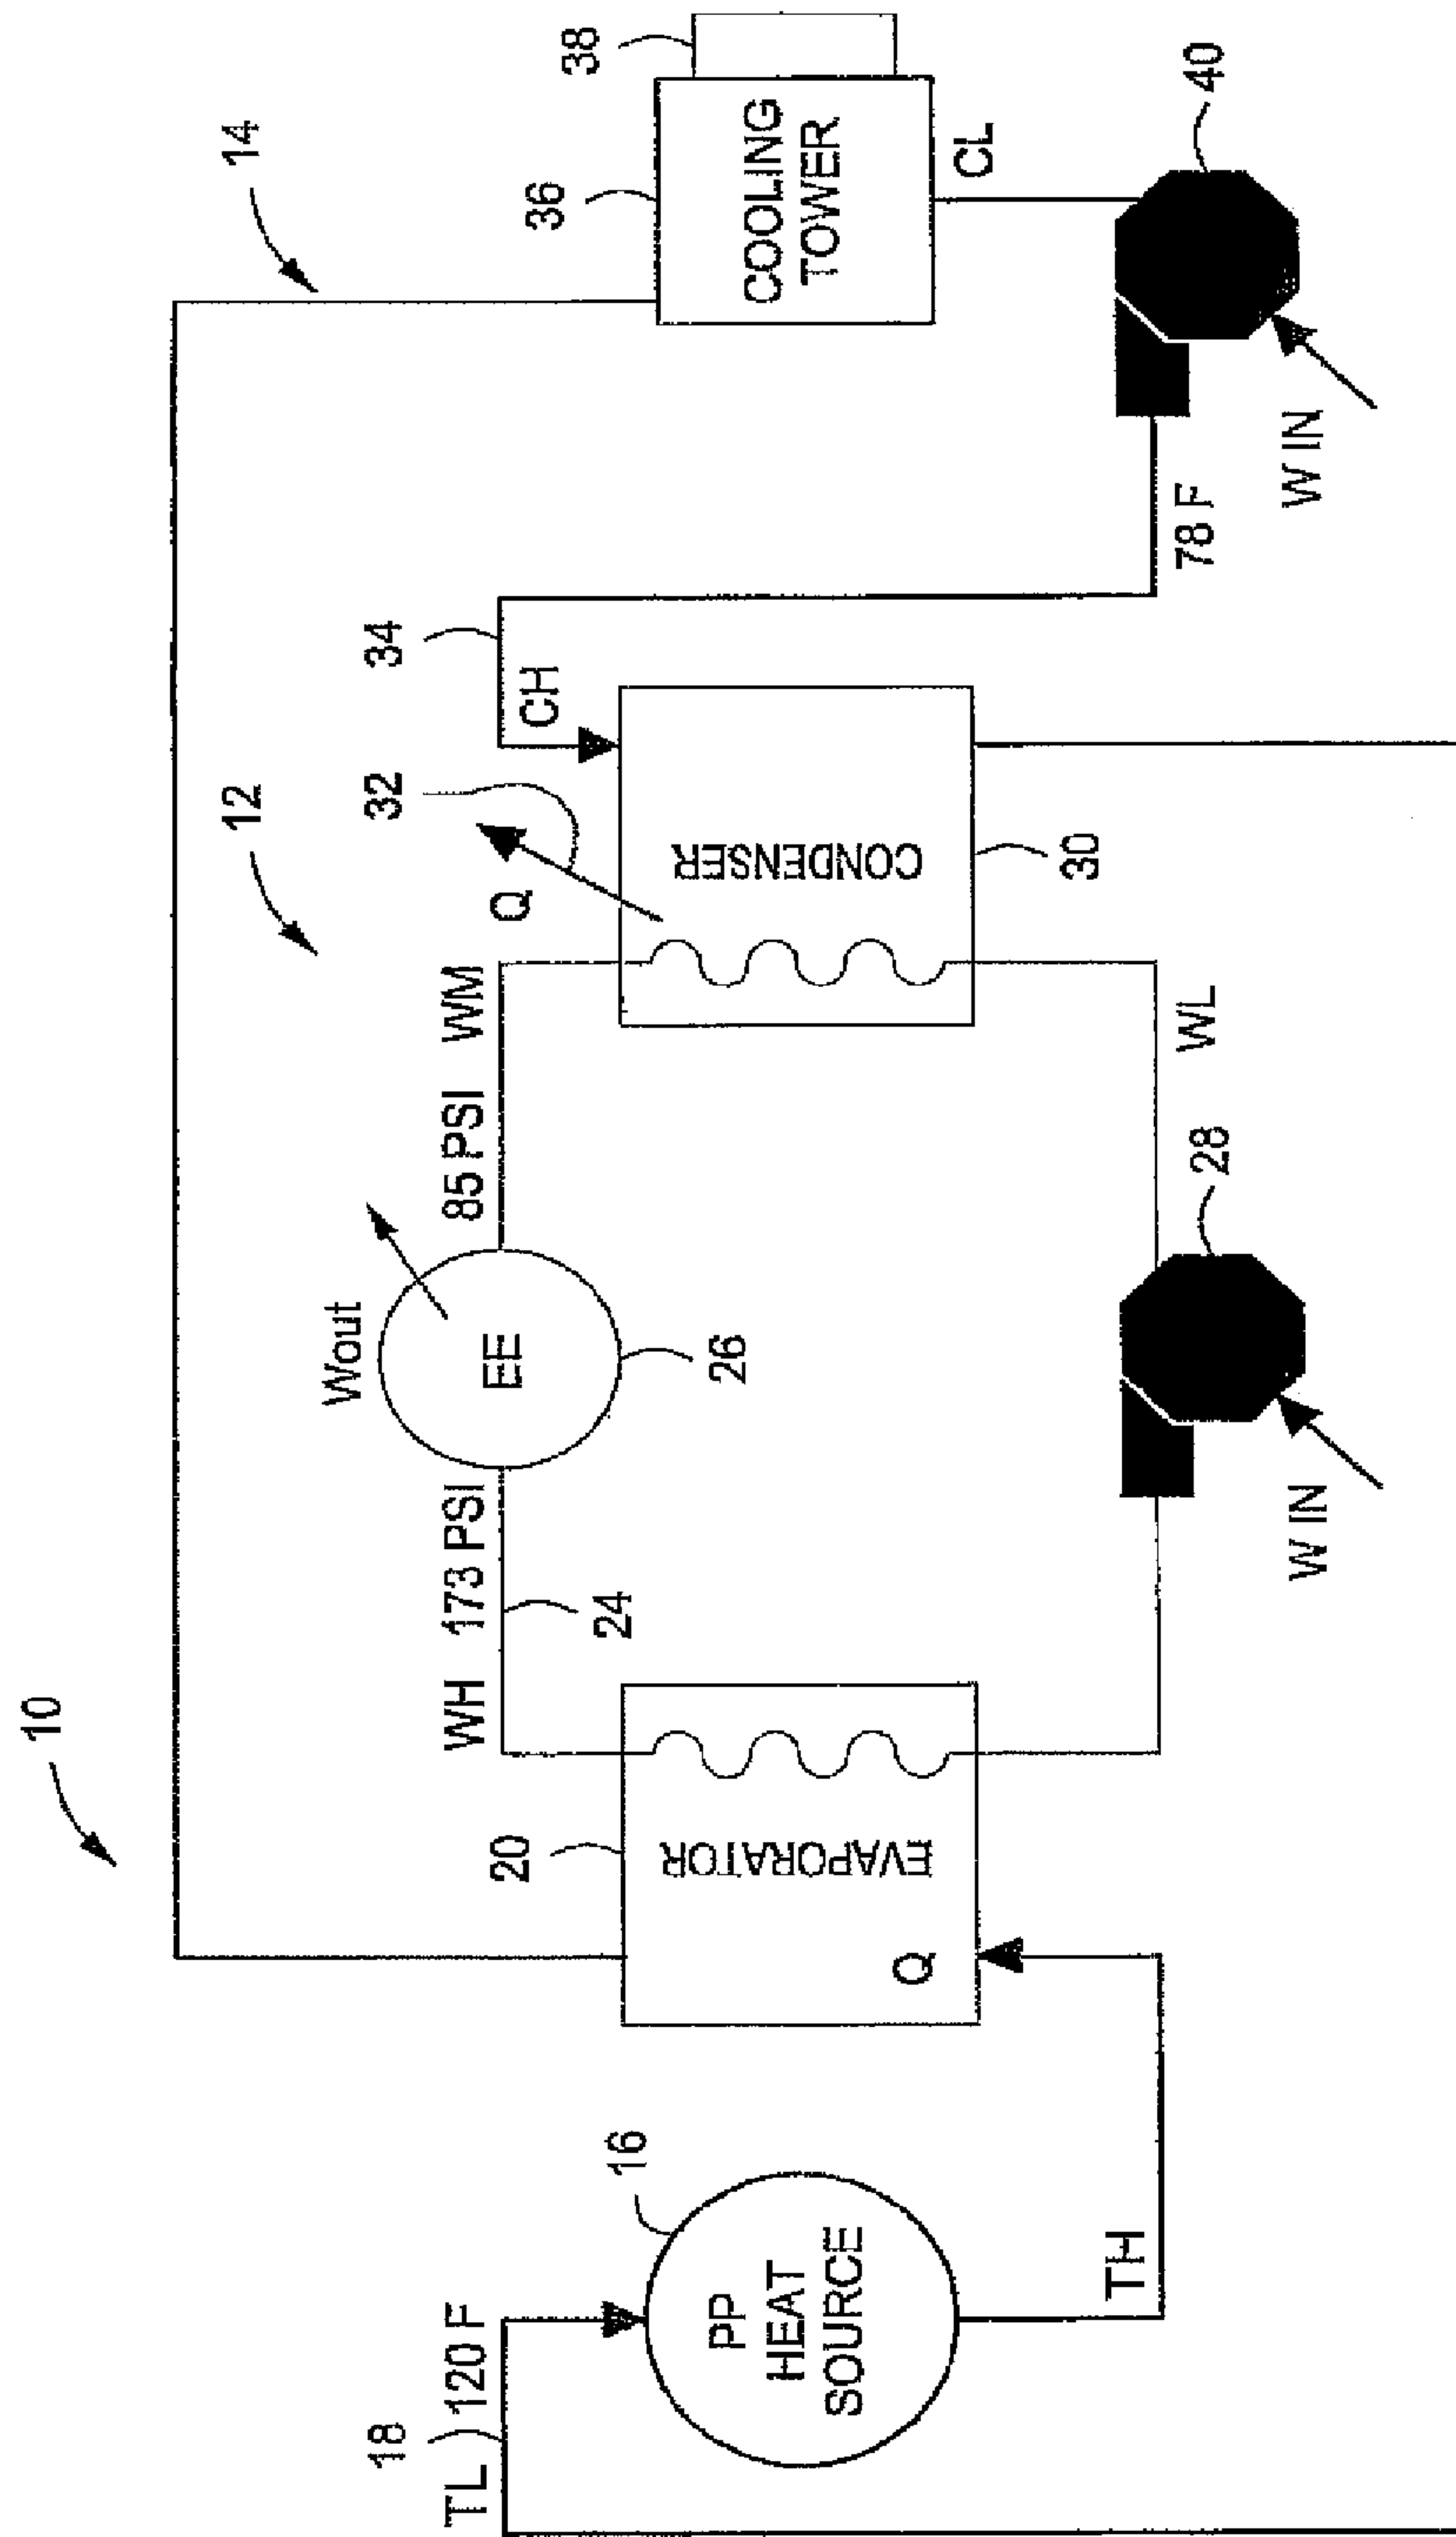 10
12
14
TL 120 F
18
PP
HEAT
SOURCE
16
TH
20
EVAPORATOR
Q
WH 173 PSI
24
Wout
EE
26
85 PSI WM
Q
32
CONDENSER
30
CH
34
WL
28
W IN
78 F
W IN
40
CL
36
COOLING
TOWER
38